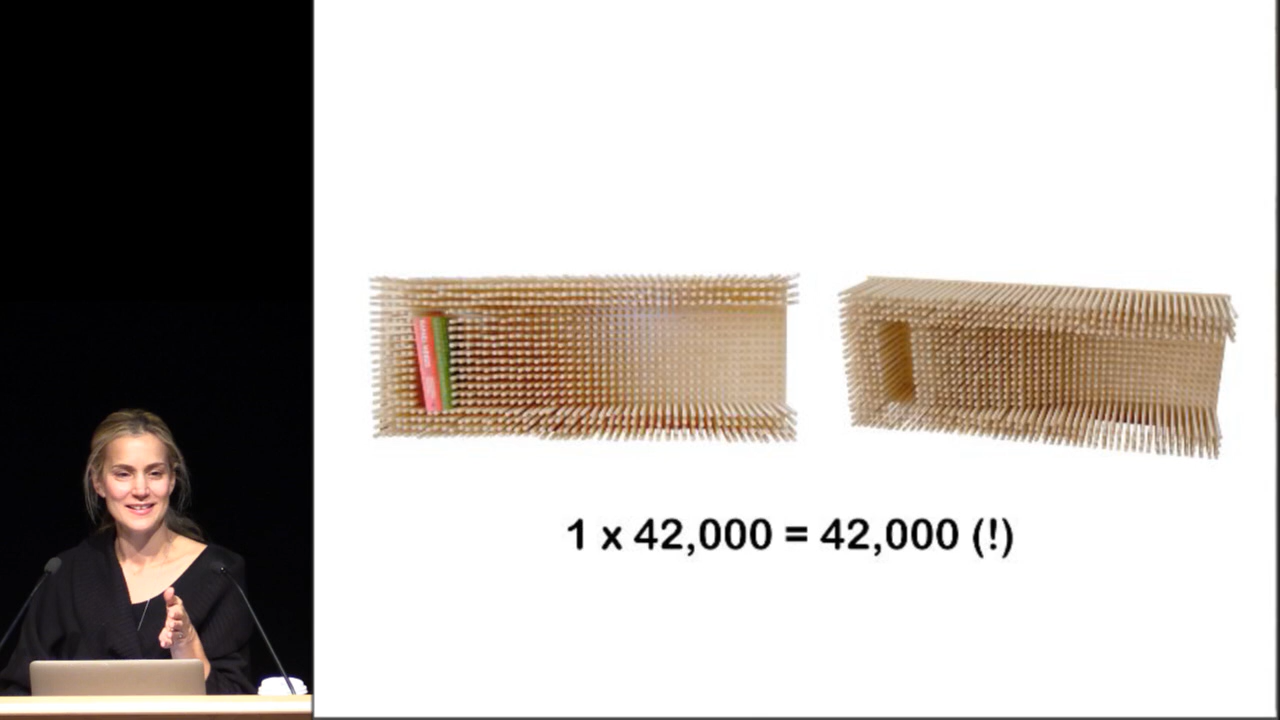 1 x 42,000 = 42,000 (!)